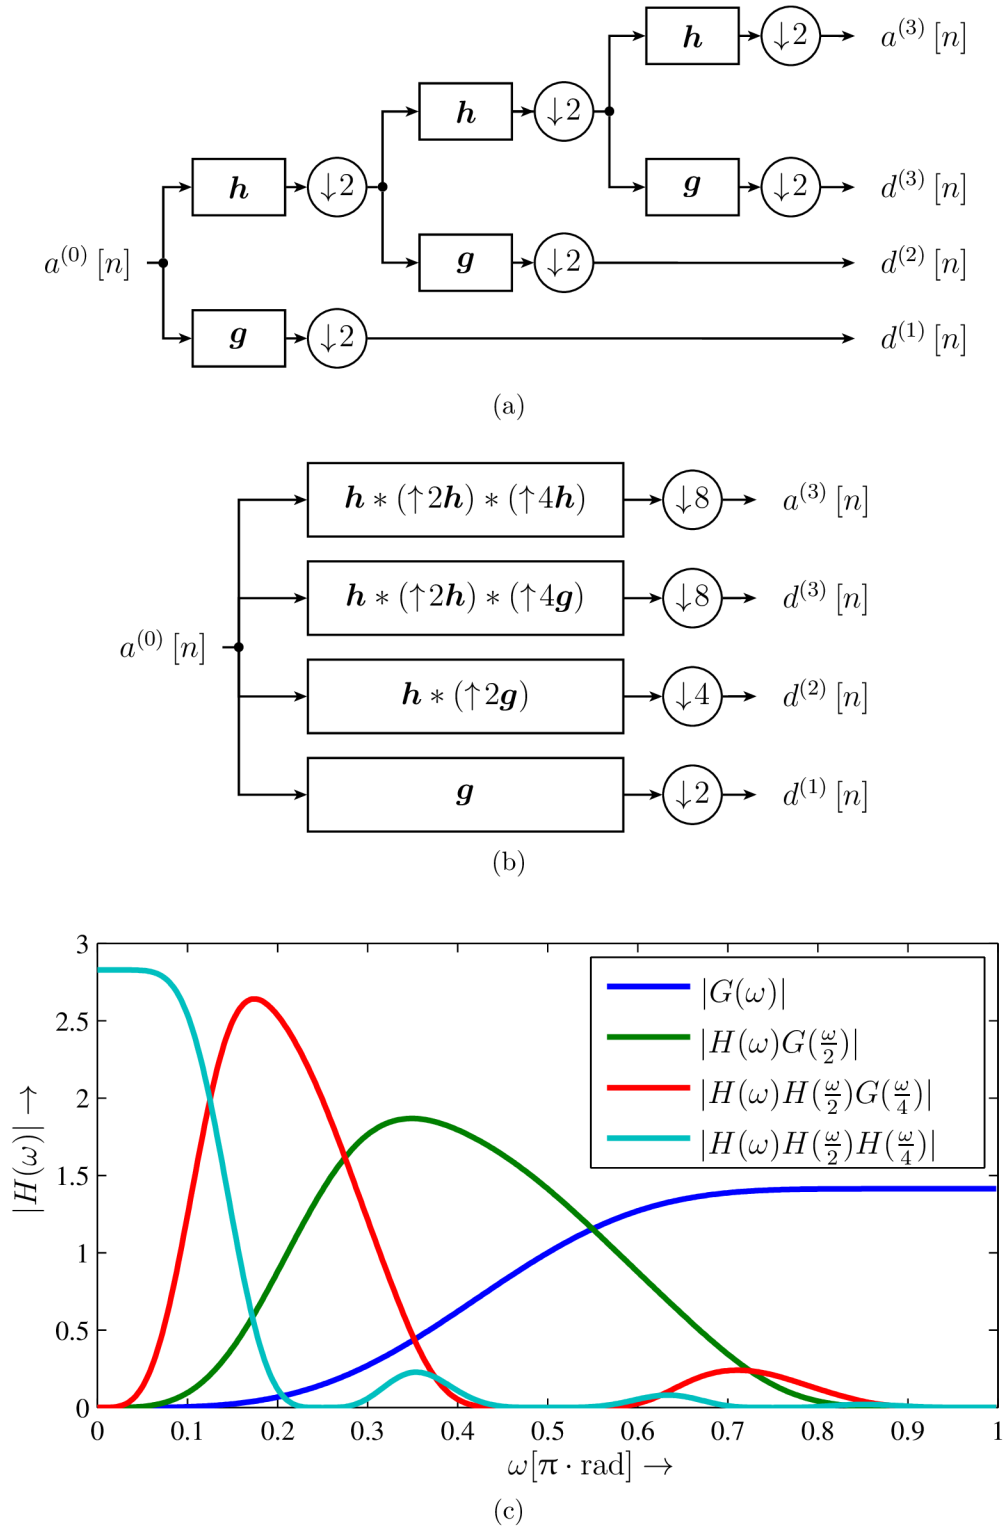 h ↓2 a^(3) [n]
h ↓2
h ↓2 g ↓2 d^(3) [n]
a^(0) [n]
g ↓2 d^(2) [n]
g ↓2 d^(1) [n]
(a)
h ∗ (↑2h) ∗ (↑4h) ↓8 a^(3) [n]
h ∗ (↑2h) ∗ (↑4g) ↓8 d^(3) [n]
a^(0) [n]
h ∗ (↑2g) ↓4 d^(2) [n]
g ↓2 d^(1) [n]
(b)
3
2.5
2
1.5
1
0.5
0
|H(ω)| →
|G(ω)|
|H(ω)G(ω/2)|
|H(ω)H(ω/2)G(ω/4)|
|H(ω)H(ω/2)H(ω/4)|
0 0.1 0.2 0.3 0.4 0.5 0.6 0.7 0.8 0.9 1
ω[π · rad] →
(c)